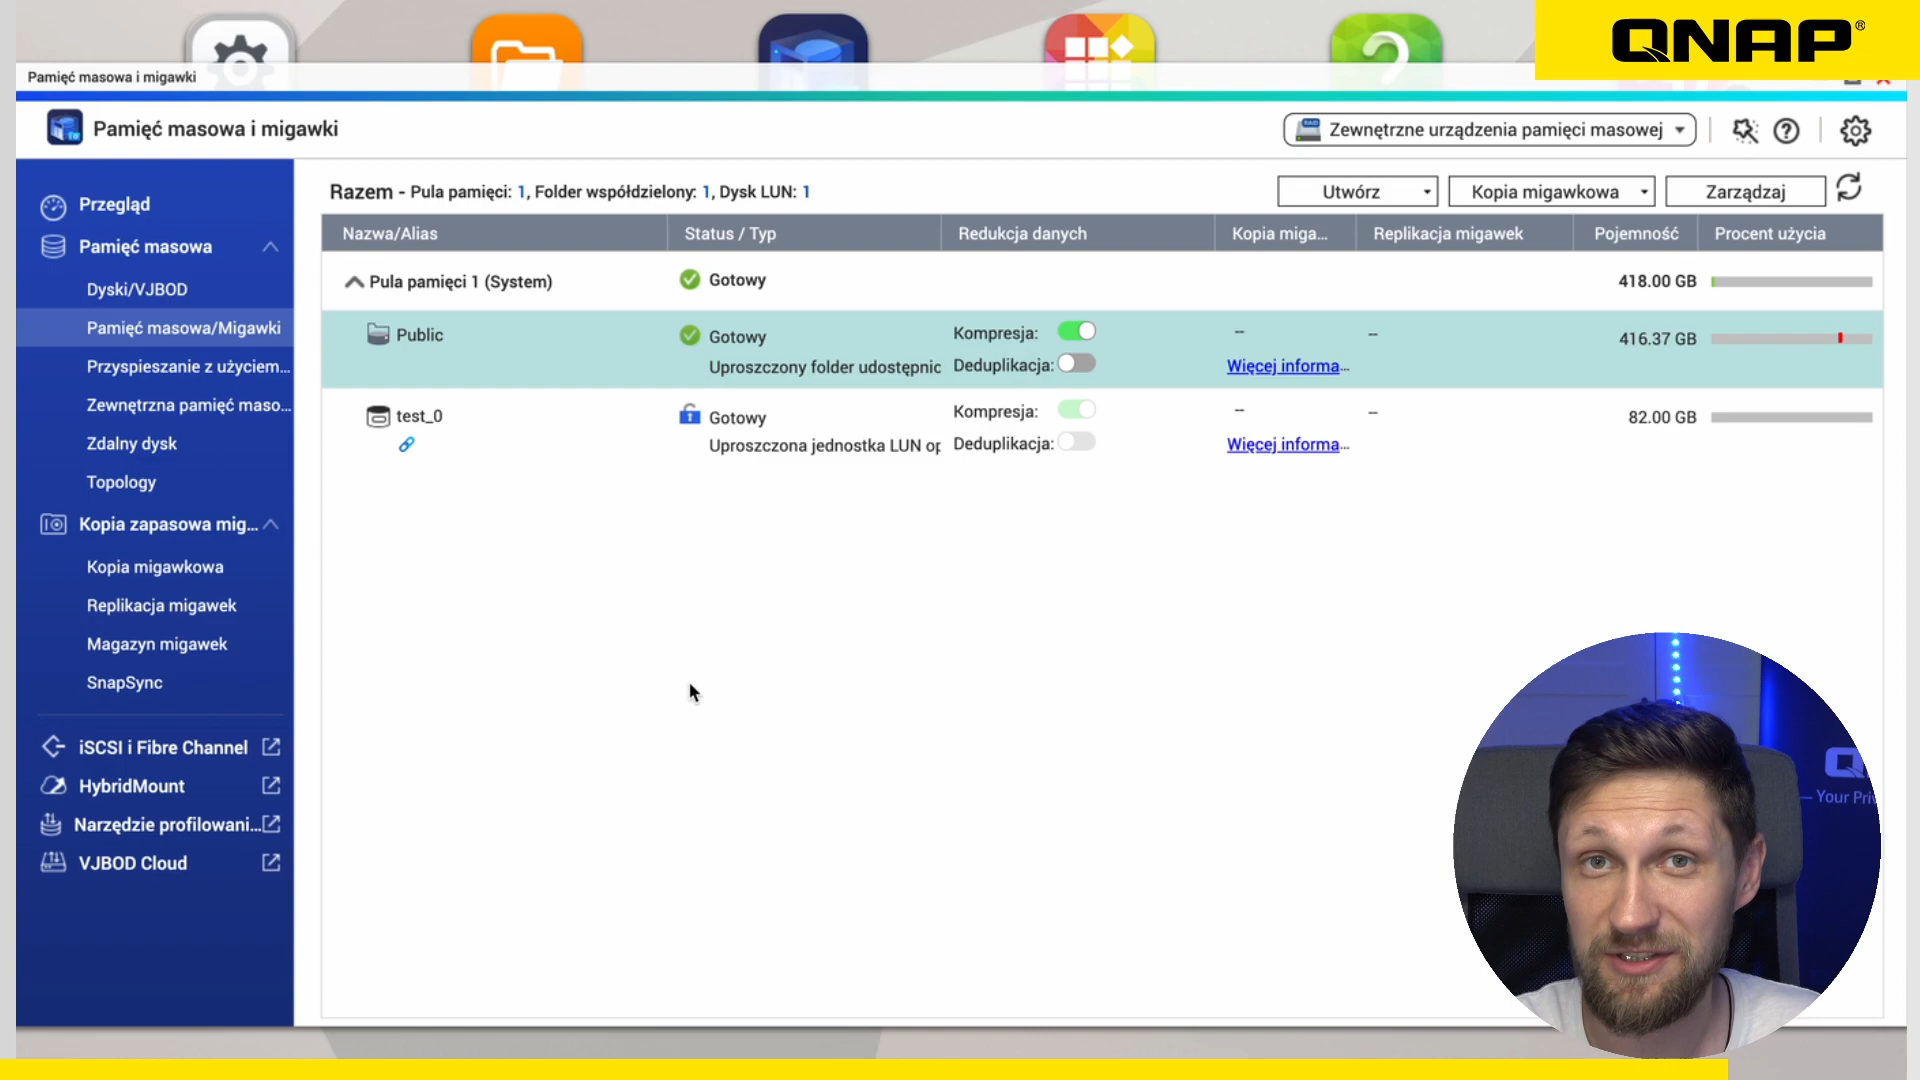 QNAP®
Pamięć masowa i migawki
Pamięć masowa i migawki
RAID
Zewnętrzne urządzenia pamięci masowej
Przegląd
Pamięć masowa
Dyski/VJBOD
Pamięć masowa/Migawki
Przyspieszanie z użyciem...
Zewnętrzna pamięć maso...
Zdalny dysk
Topology
Kopia zapasowa mig...
Kopia migawkowa
Replikacja migawek
Magazyn migawek
SnapSync
iSCSI i Fibre Channel
HybridMount
Narzędzie profilowani...
VJBOD Cloud
Razem - Pula pamięci: 1, Folder współdzielony: 1, Dysk LUN: 1
Utwórz
Kopia migawkowa
Zarządzaj
Nazwa/Alias Status / Typ Redukcja danych Kopia miga... Replikacja migawek Pojemność Procent użycia
Pula pamięci 1 (System) Gotowy 418.00 GB
Public Gotowy Kompresja: -- -- 416.37 GB
Uproszczony folder udostępnic Deduplikacja: Więcej informa...
test_0 Gotowy Kompresja: -- -- 82.00 GB
Uproszczona jednostka LUN op Deduplikacja: Więcej informa...
Your Pri